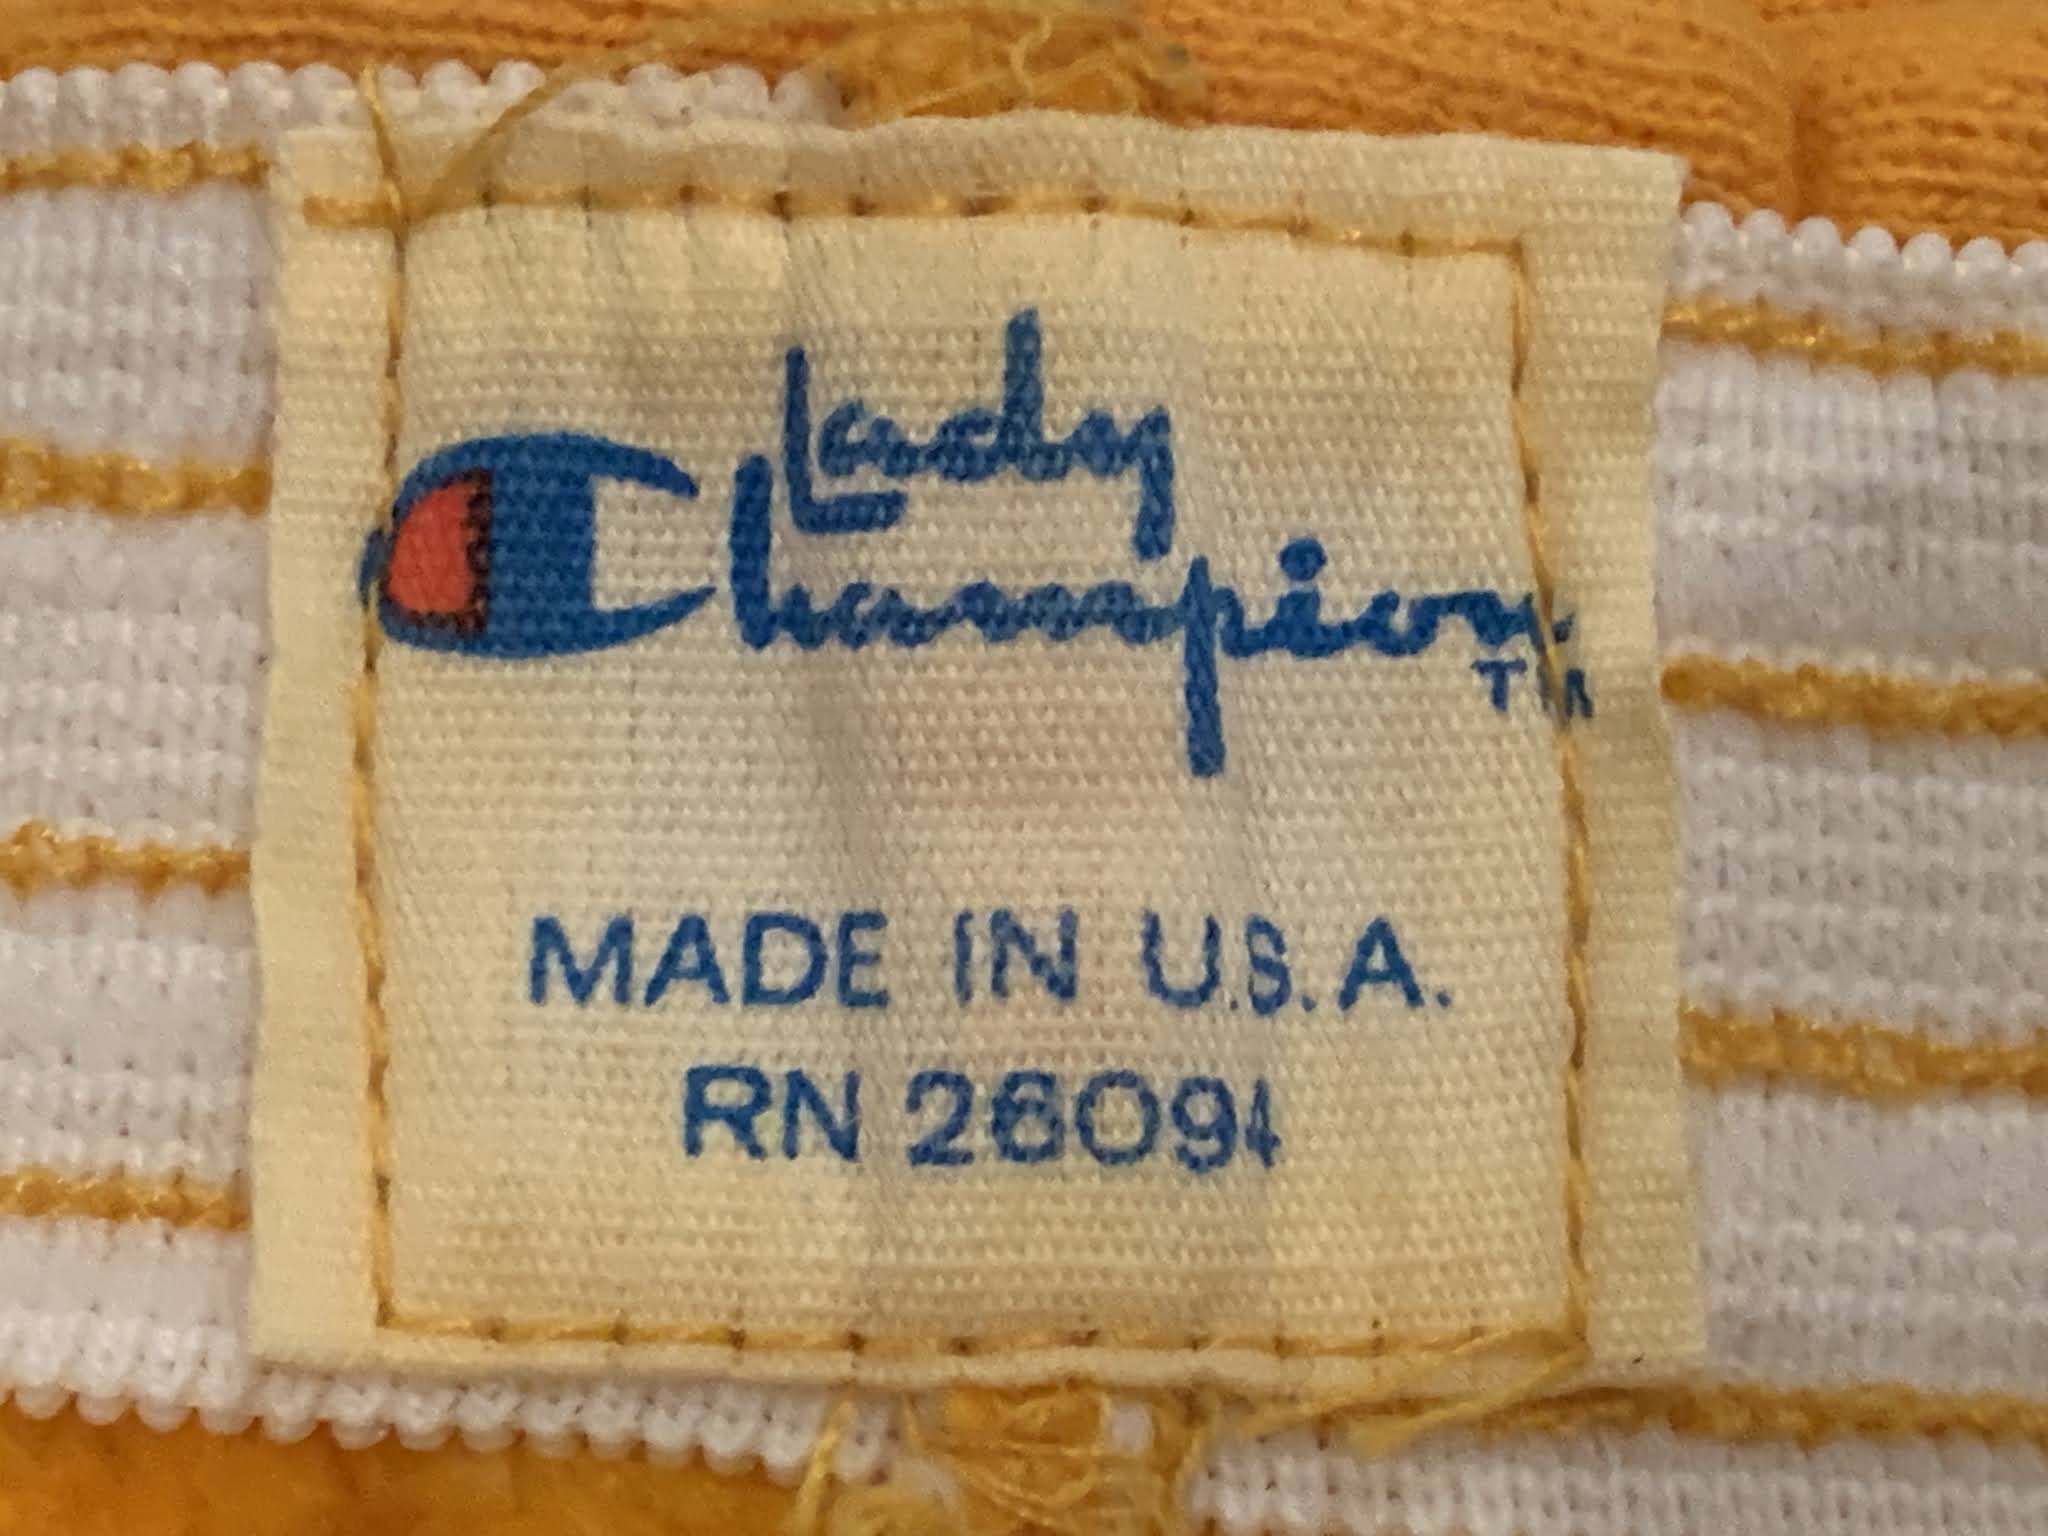 Lady
Champion
TM
MADE IN U.S.A.
RN 26094